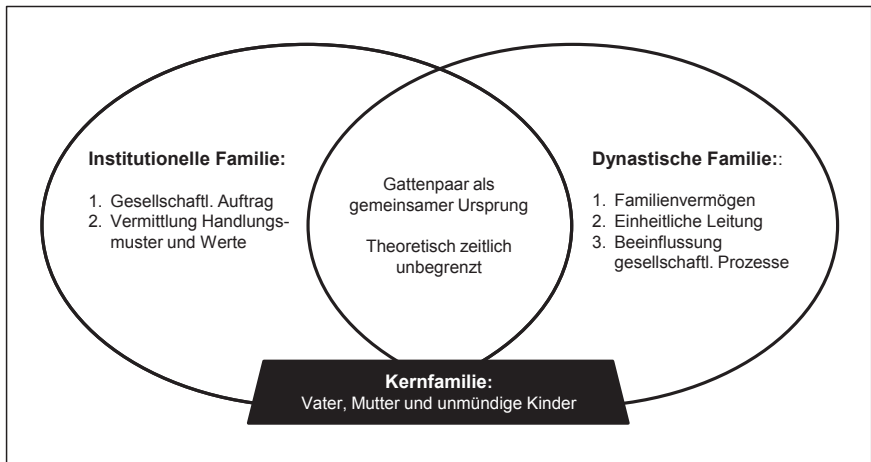 Institutionelle Familie:
1. Gesellschaftl. Auftrag
2. Vermittlung Handlungs-
muster und Werte
Gattenpaar als
gemeinsamer Ursprung
Theoretisch zeitlich
unbegrenzt
Dynastische Familie::
1. Familienvermögen
2. Einheitliche Leitung
3. Beeinflussung
gesellschaftl. Prozesse
Kernfamilie:
Vater, Mutter und unmündige Kinder